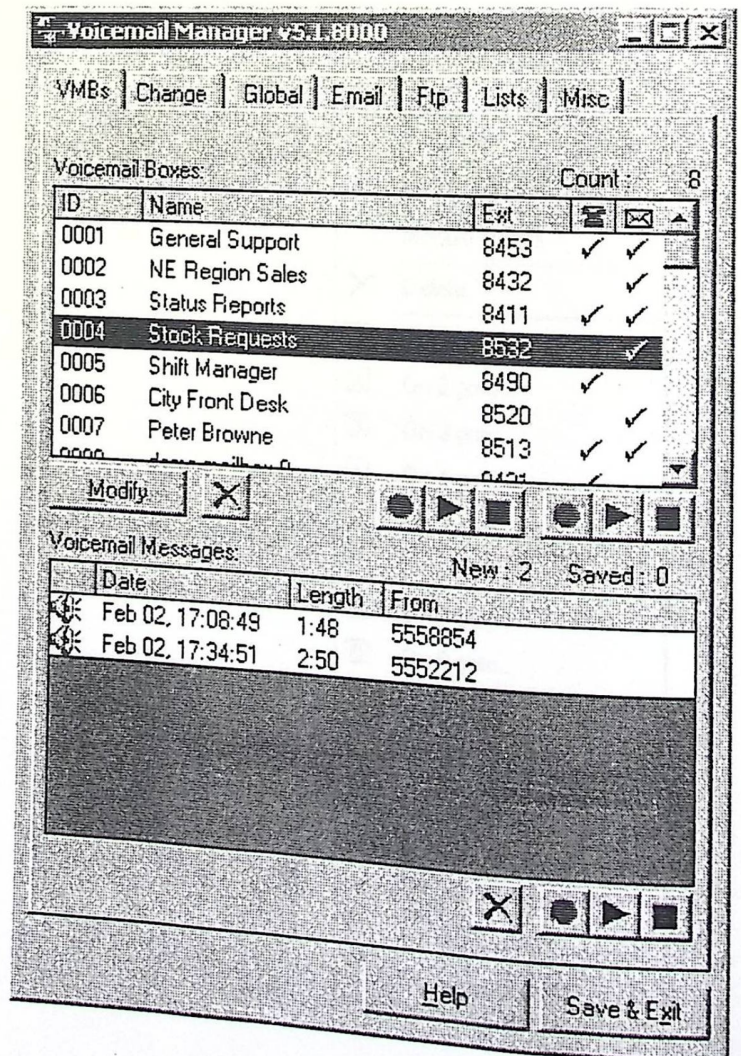 Voicemail Manager v5.1.8000
VMBs Change Global Email Ftp Lists Misc
Voicemail Boxes: Count: 8
ID Name Ext
0001 General Support 8453
0002 NE Region Sales 8432
0003 Status Reports 8411
0004 Stock Requests 8532
0005 Shift Manager 8490
0006 City Front Desk 8520
0007 Peter Browne 8513
Modify
Voicemail Messages: New: 2 Saved: 0
Date Length From
Feb 02, 17:08:49 1:48 5558854
Feb 02, 17:34:51 2:50 5552212
Help Save & Exit